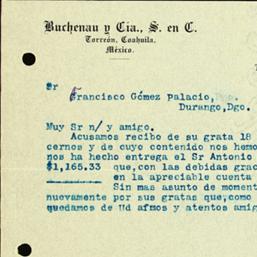 Buchenau y Cia., S. en C.
Torreón, Coahuila,
México.
Sr
Francisco Gómez Palacio,
Durango, Dgo.
Muy Sr n/ y amigo.
Acusamos recibo de su grata 18
cernos y de cuyo contenido nos hemo
nos ha hecho entrega el Sr Antonio
$1,165.33 que, con las debidas grac
en la apreciable cuenta
Sin mas asunto de moment
nuevamente por sus gratas que, como
quedamos de Ud afmos y atentos amig